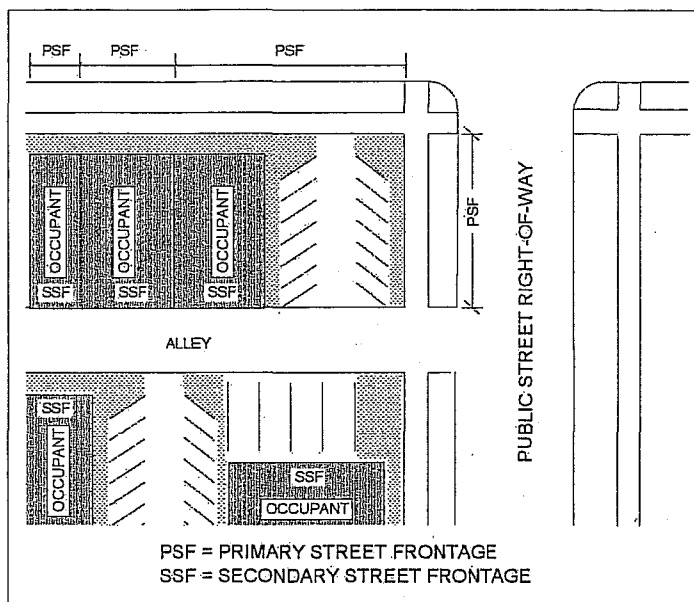 PSF PSF PSF
OCCUPANT OCCUPANT OCCUPANT
PSF
SSF SSF SSF
ALLEY
PUBLIC STREET RIGHT-OF-WAY
SSF
OCCUPANT
SSF
OCCUPANT
PSF = PRIMARY STREET FRONTAGE
SSF = SECONDARY STREET FRONTAGE